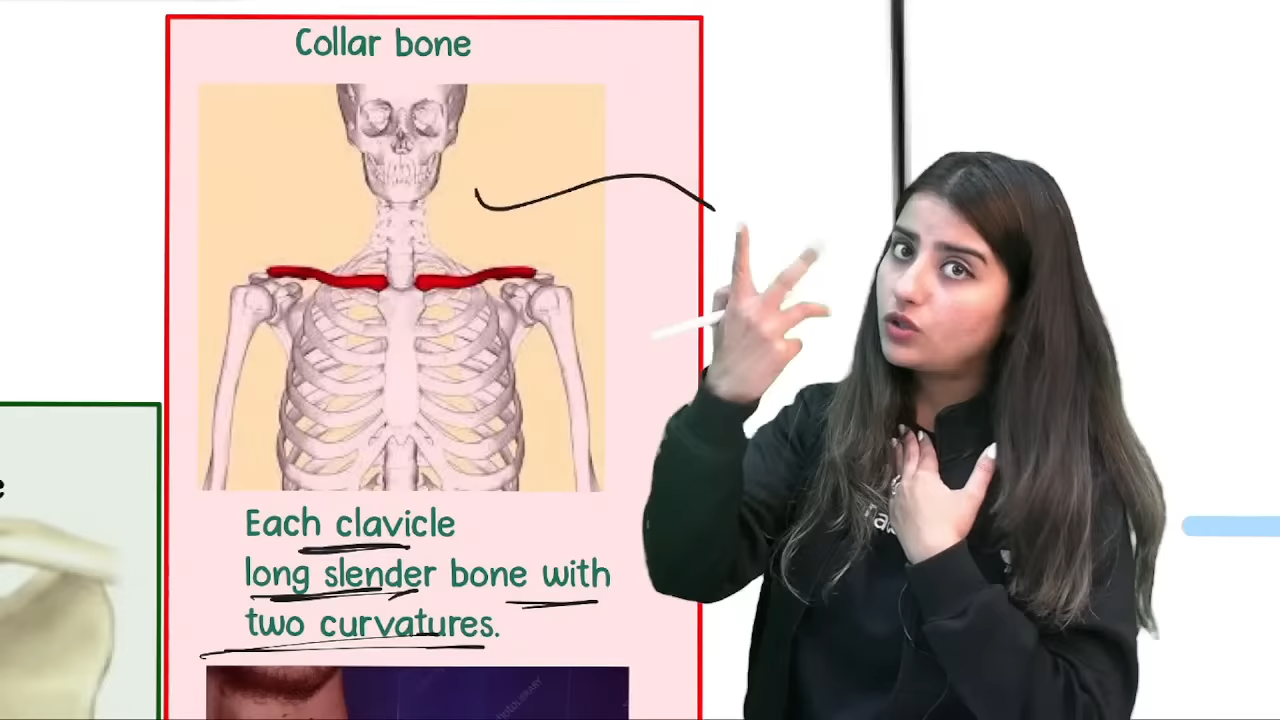 Collar bone
Each clavicle
long slender bone with
two curvatures.